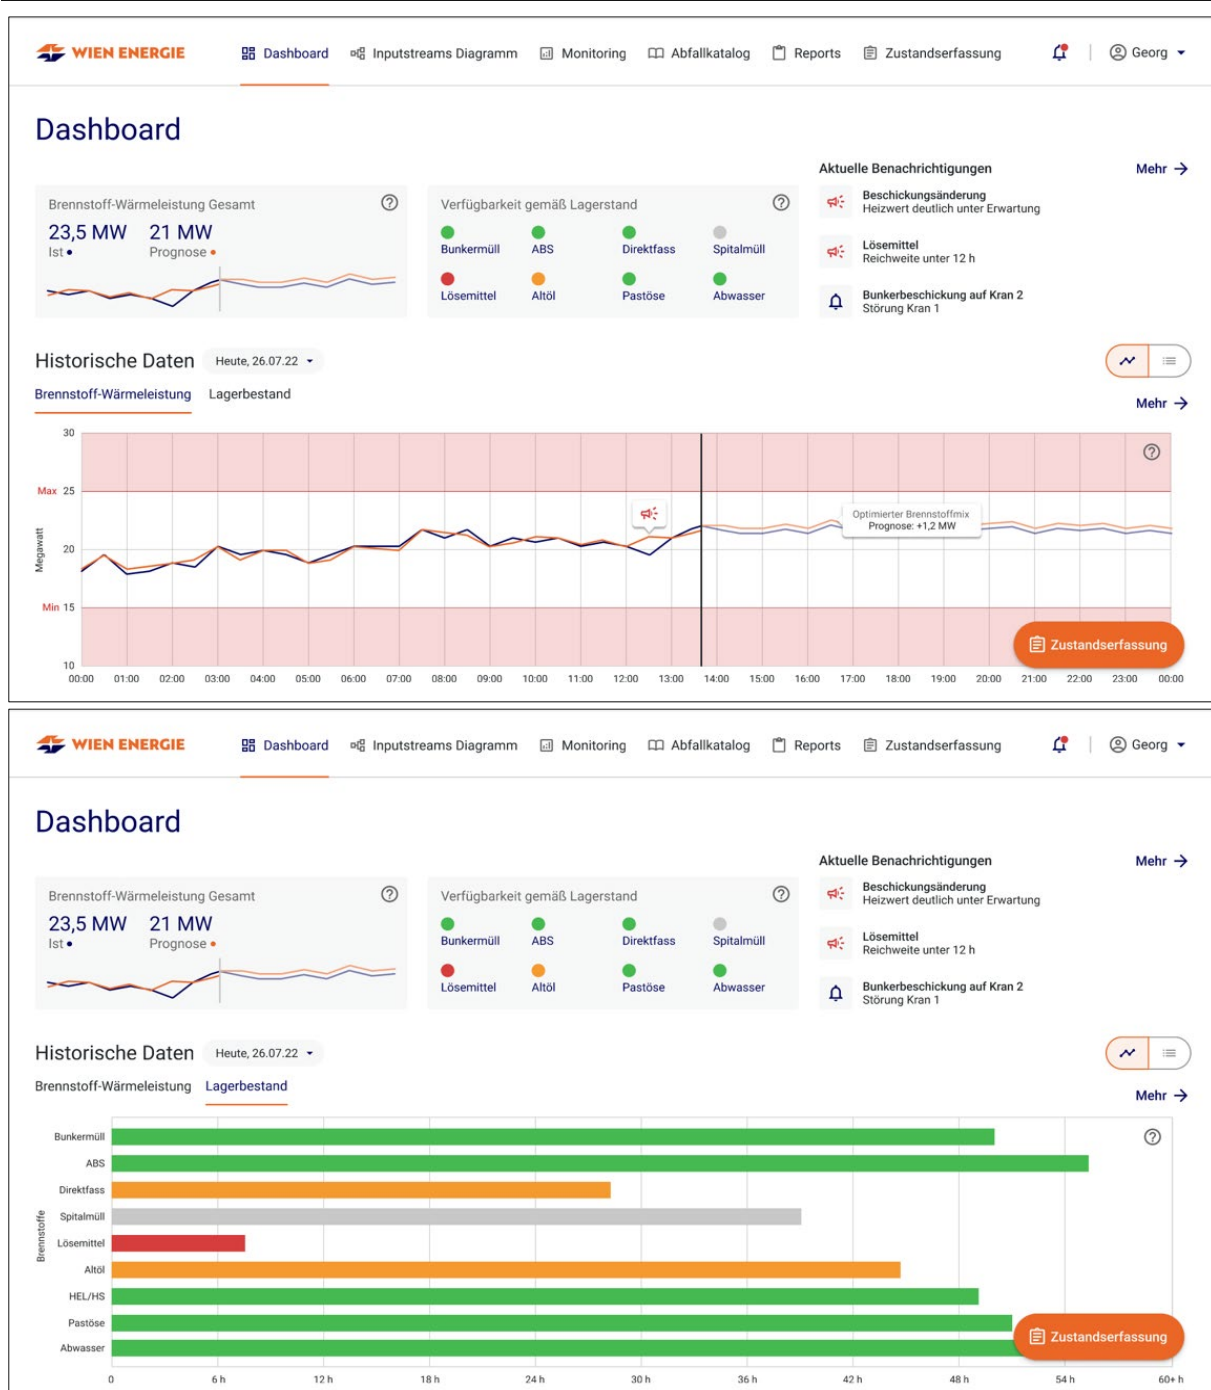 WIEN ENERGIE
Dashboard
Inputstreams Diagramm
Monitoring
Abfallkatalog
Reports
Zustandserfassung
Georg
Dashboard
Brennstoff-Wärmeleistung Gesamt
23,5 MW 21 MW
Ist Prognose
Verfügbarkeit gemäß Lagerstand
Bunkermüll ABS Direktfass Spitalmüll
Lösemittel Altöl Pastöse Abwasser
Aktuelle Benachrichtigungen Mehr →
Beschickungsänderung
Heizwert deutlich unter Erwartung
Lösemittel
Reichweite unter 12 h
Bunkerbeschickung auf Kran 2
Störung Kran 1
Historische Daten Heute, 26.07.22
Brennstoff-Wärmeleistung Lagerbestand
Mehr →
30
Max 25
20
Min 15
10
Megawatt
Optimierter Brennstoffmix
Prognose: +1,2 MW
Zustandserfassung
00:00 01:00 02:00 03:00 04:00 05:00 06:00 07:00 08:00 09:00 10:00 11:00 12:00 13:00 14:00 15:00 16:00 17:00 18:00 19:00 20:00 21:00 22:00 23:00 00:00
WIEN ENERGIE
Dashboard
Inputstreams Diagramm
Monitoring
Abfallkatalog
Reports
Zustandserfassung
Georg
Dashboard
Brennstoff-Wärmeleistung Gesamt
23,5 MW 21 MW
Ist Prognose
Verfügbarkeit gemäß Lagerstand
Bunkermüll ABS Direktfass Spitalmüll
Lösemittel Altöl Pastöse Abwasser
Aktuelle Benachrichtigungen Mehr →
Beschickungsänderung
Heizwert deutlich unter Erwartung
Lösemittel
Reichweite unter 12 h
Bunkerbeschickung auf Kran 2
Störung Kran 1
Historische Daten Heute, 26.07.22
Brennstoff-Wärmeleistung Lagerbestand
Mehr →
Brennstoffe
Bunkermüll
ABS
Direktfass
Spitalmüll
Lösemittel
Altöl
HEL/HS
Pastöse
Abwasser
Zustandserfassung
0 6 h 12 h 18 h 24 h 30 h 36 h 42 h 48 h 54 h 60+ h